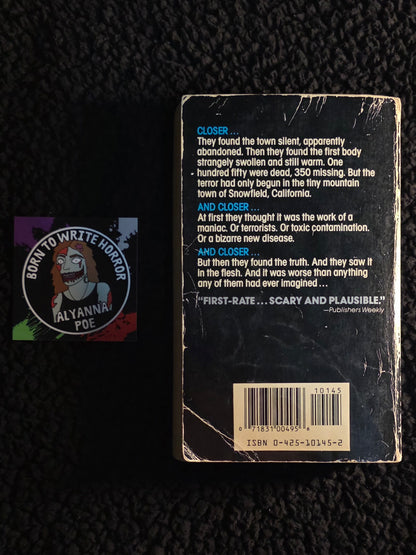 BORN TO WRITE HORROR
ALYANNA
POE
CLOSER ...
They found the town silent, apparently
abandoned. Then they found the first body
strangely swollen and still warm. One
hundred fifty were dead, 350 missing. But the
terror had only begun in the tiny mountain
town of Snowfield, California.
AND CLOSER ...
At first they thought it was the work of a
maniac. Or terrorists. Or toxic contamination.
Or a bizarre new disease.
AND CLOSER ...
But then they found the truth. And they saw it
in the flesh. And it was worse than anything
any of them had ever imagined ...
"FIRST-RATE ... SCARY AND PLAUSIBLE."
—Publishers Weekly
10145
0 71831 00495 6
ISBN 0-425-10145-2